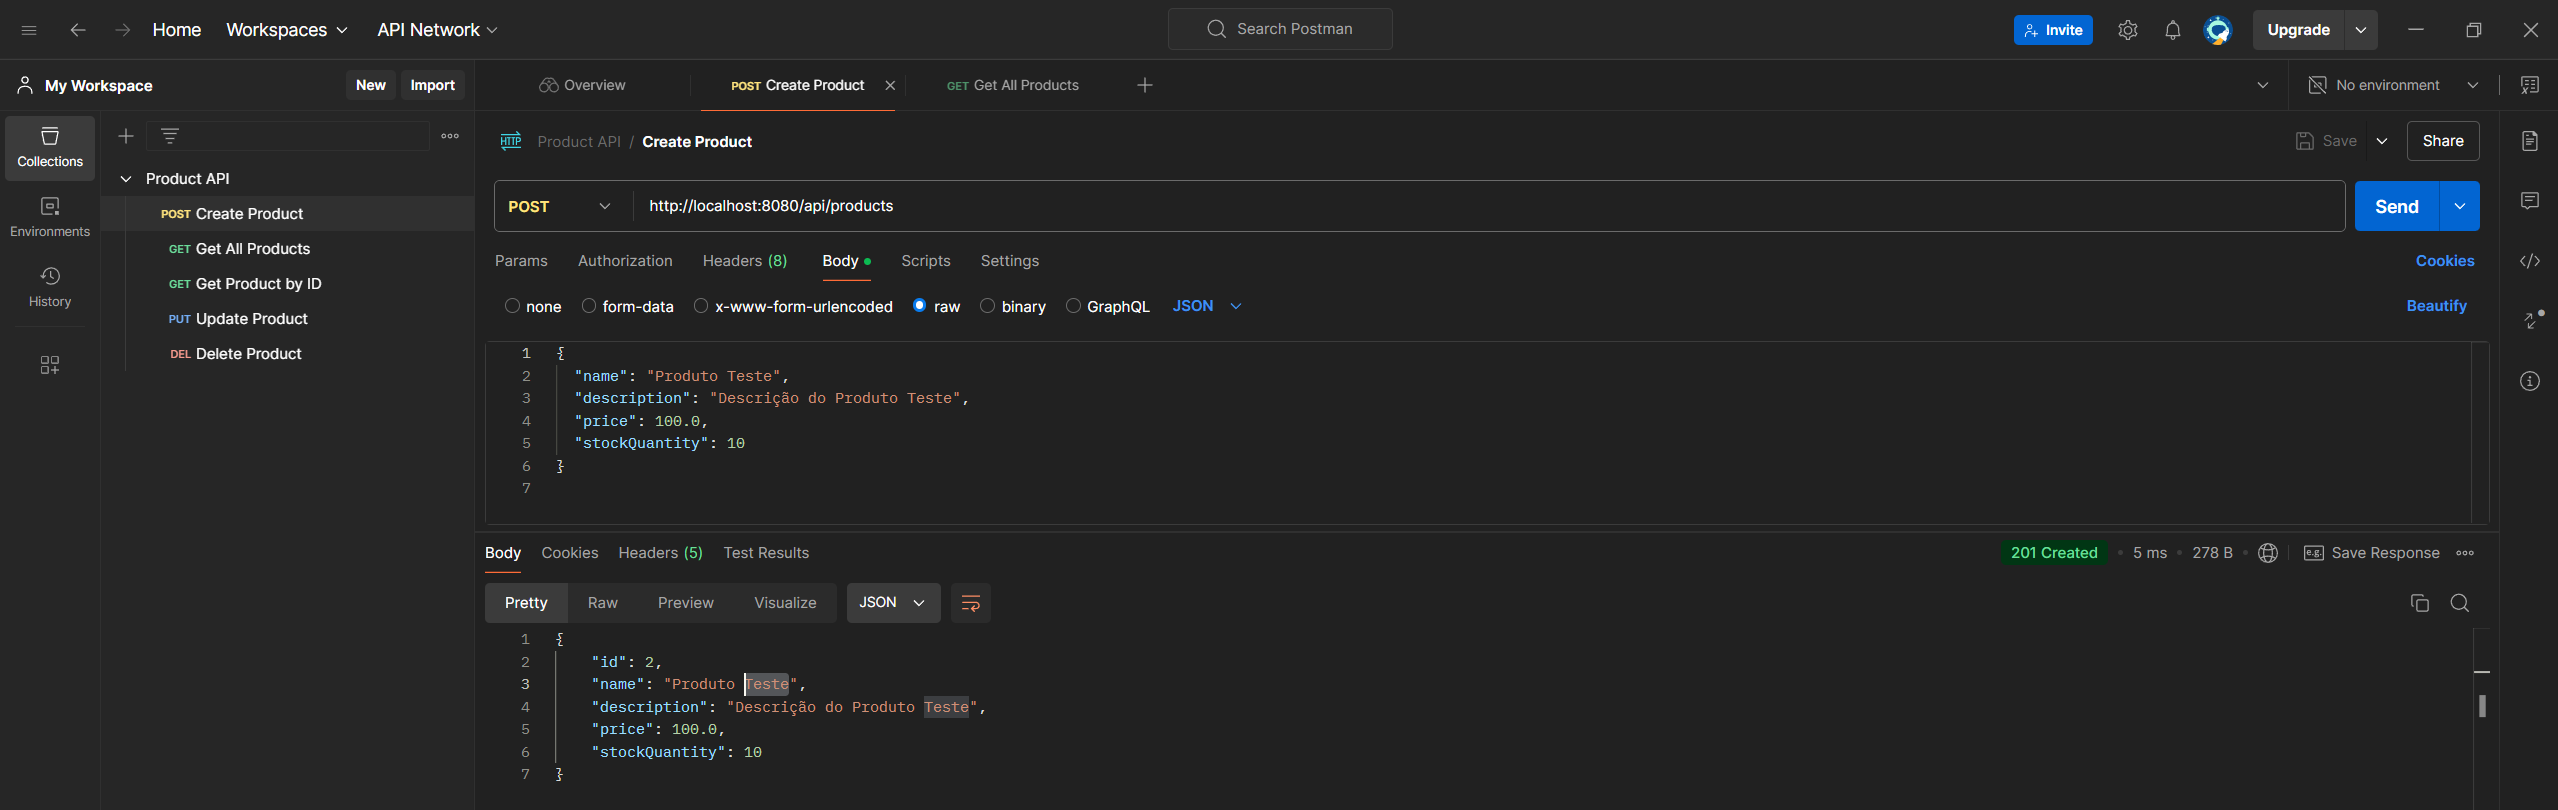 Home Workspaces API Network Search Postman Invite Upgrade
My Workspace New Import Overview POST Create Product GET Get All Products No environment
Collections
Environments
History
Product API
POST Create Product
GET Get All Products
GET Get Product by ID
PUT Update Product
DEL Delete Product
HTTP Product API / Create Product Save Share
POST http://localhost:8080/api/products Send
Params Authorization Headers (8) Body Scripts Settings Cookies
none form-data x-www-form-urlencoded raw binary GraphQL JSON Beautify
1 {
2 "name": "Produto Teste",
3 "description": "Descrição do Produto Teste",
4 "price": 100.0,
5 "stockQuantity": 10
6 }
7
Body Cookies Headers (5) Test Results 201 Created 5 ms 278 B e.g. Save Response
Pretty Raw Preview Visualize JSON
1 {
2 "id": 2,
3 "name": "Produto Teste",
4 "description": "Descrição do Produto Teste",
5 "price": 100.0,
6 "stockQuantity": 10
7 }